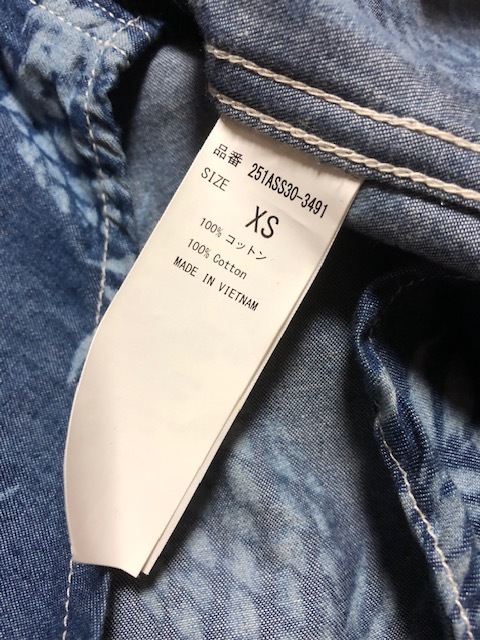 品番 251ASS30-3491
SIZE XS
100% コットン
100% Cotton
MADE IN VIETNAM